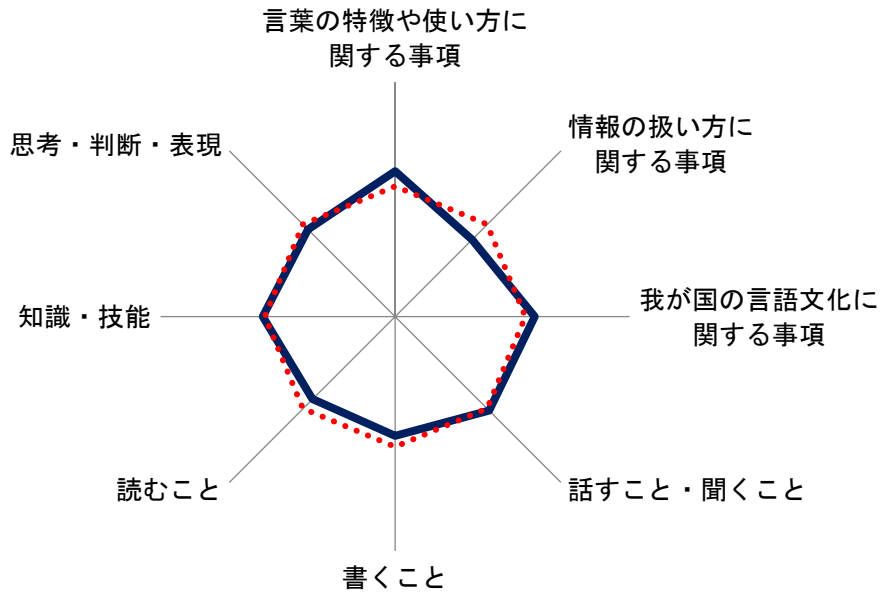 言葉の特徴や使い方に
関する事項
情報の扱い方に
関する事項
我が国の言語文化に
関する事項
話すこと・聞くこと
書くこと
読むこと
知識・技能
思考・判断・表現